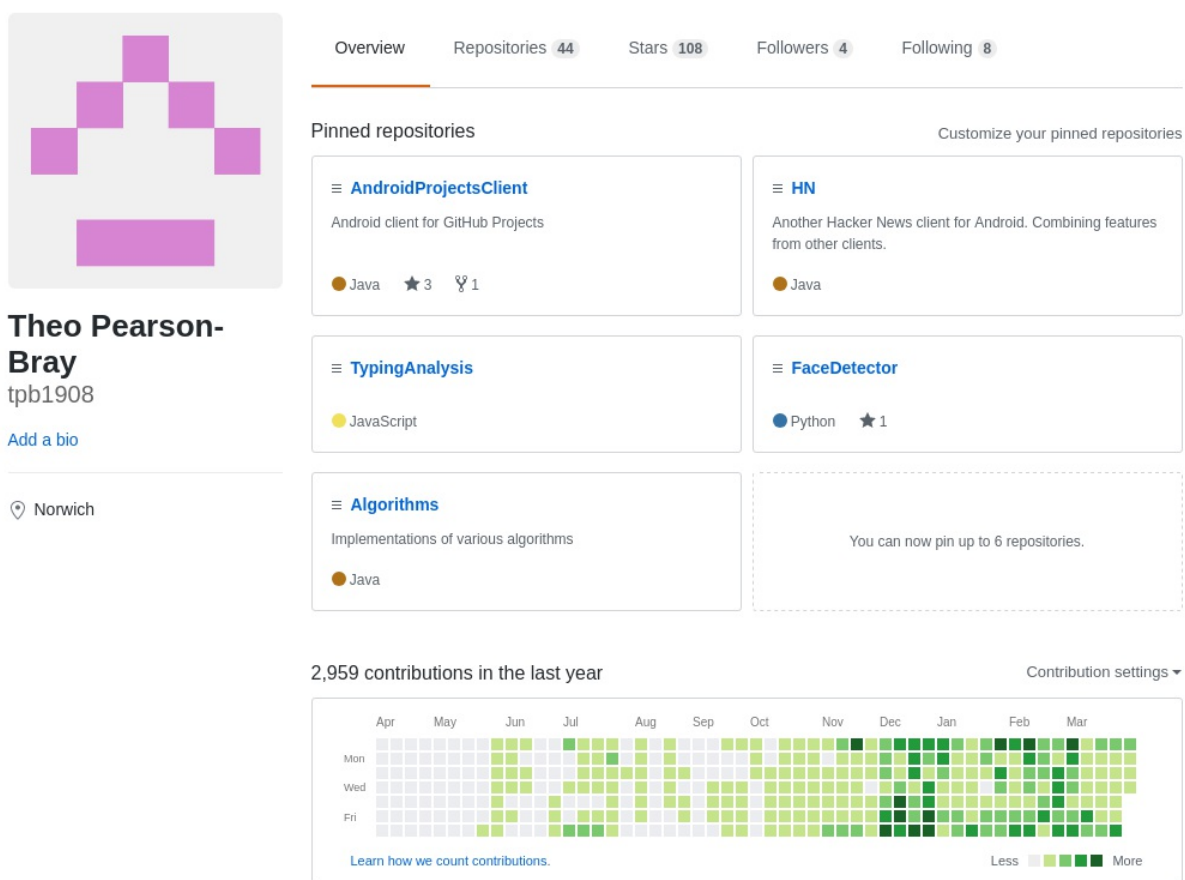 Overview Repositories 44 Stars 108 Followers 4 Following 8
Theo Pearson-
Bray
tpb1908
Add a bio
Norwich
Pinned repositories
Customize your pinned repositories
AndroidProjectsClient
Android client for GitHub Projects
Java 3 1
HN
Another Hacker News client for Android. Combining features
from other clients.
Java
TypingAnalysis
JavaScript
FaceDetector
Python 1
Algorithms
Implementations of various algorithms
Java
You can now pin up to 6 repositories.
2,959 contributions in the last year
Contribution settings
Apr May Jun Jul Aug Sep Oct Nov Dec Jan Feb Mar
Mon
Wed
Fri
Learn how we count contributions.
Less More